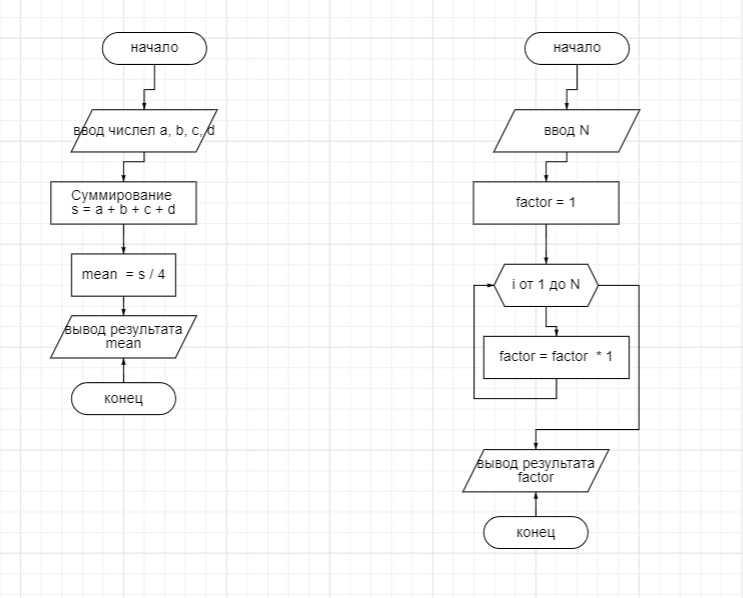 начало
ввод числел a, b, c, d
Суммирование
s = a + b + c + d
mean = s / 4
вывод результата
mean
конец
начало
ввод N
factor = 1
i от 1 до N
factor = factor * 1
вывод результата
factor
конец